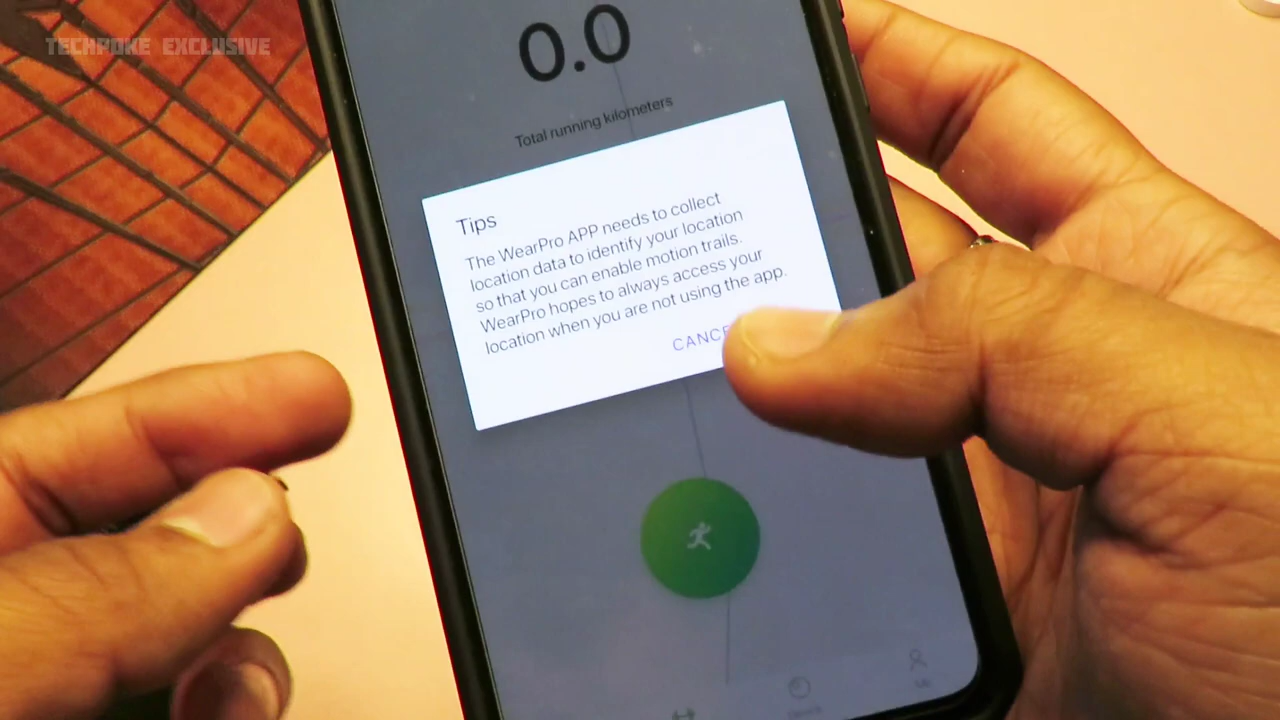 TECHPOKE EXCLUSIVE
0.0
Total running kilometers
Tips
The WearPro APP needs to collect
location data to identify your location
so that you can enable motion trails.
WearPro hopes to always access your
location when you are not using the app.